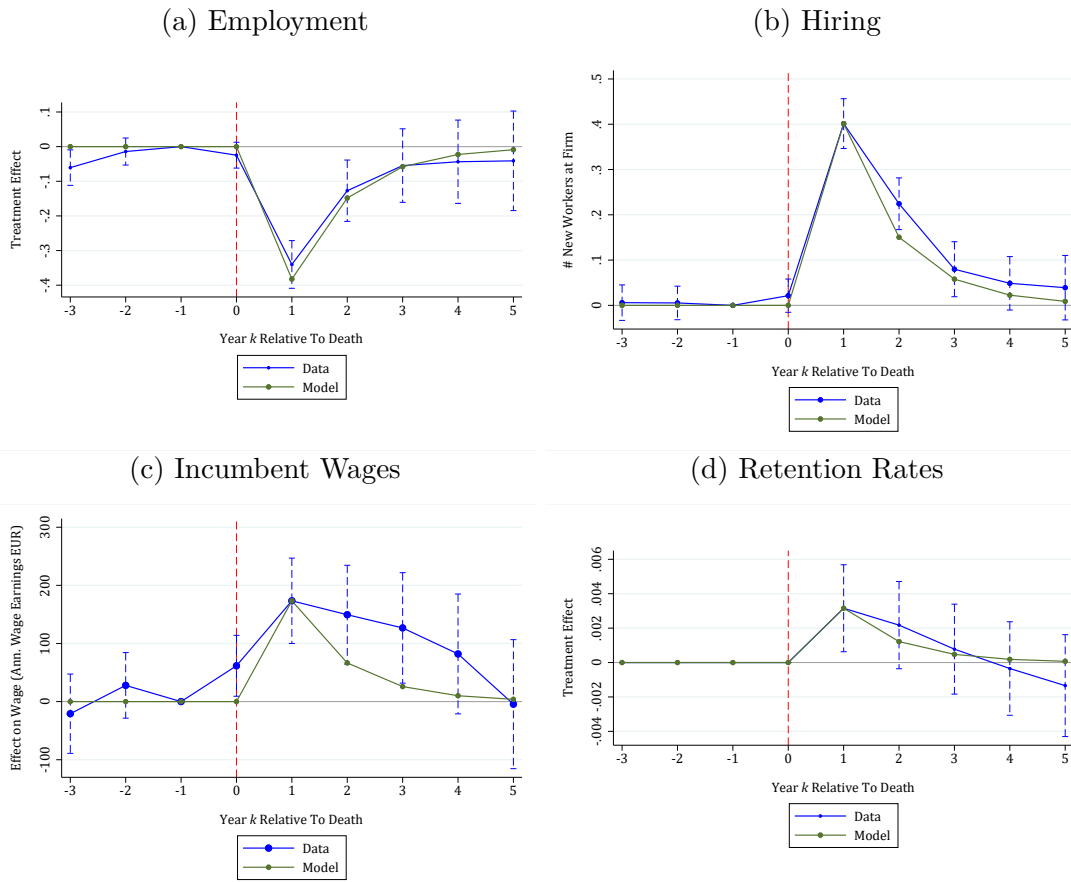 (a) Employment
Treatment Effect
.1
0
-.1
-.2
-.3
-.4
-3 -2 -1 0 1 2 3 4 5
Year k Relative To Death
Data
Model
(b) Hiring
# New Workers at Firm
.5
.4
.3
.2
.1
0
-3 -2 -1 0 1 2 3 4 5
Year k Relative To Death
Data
Model
(c) Incumbent Wages
Effect on Wage (Ann. Wage Earnings EUR)
300
200
100
0
-100
-3 -2 -1 0 1 2 3 4 5
Year k Relative To Death
Data
Model
(d) Retention Rates
Treatment Effect
.006
.004
.002
0
-.002
-.004
-3 -2 -1 0 1 2 3 4 5
Year k Relative To Death
Data
Model